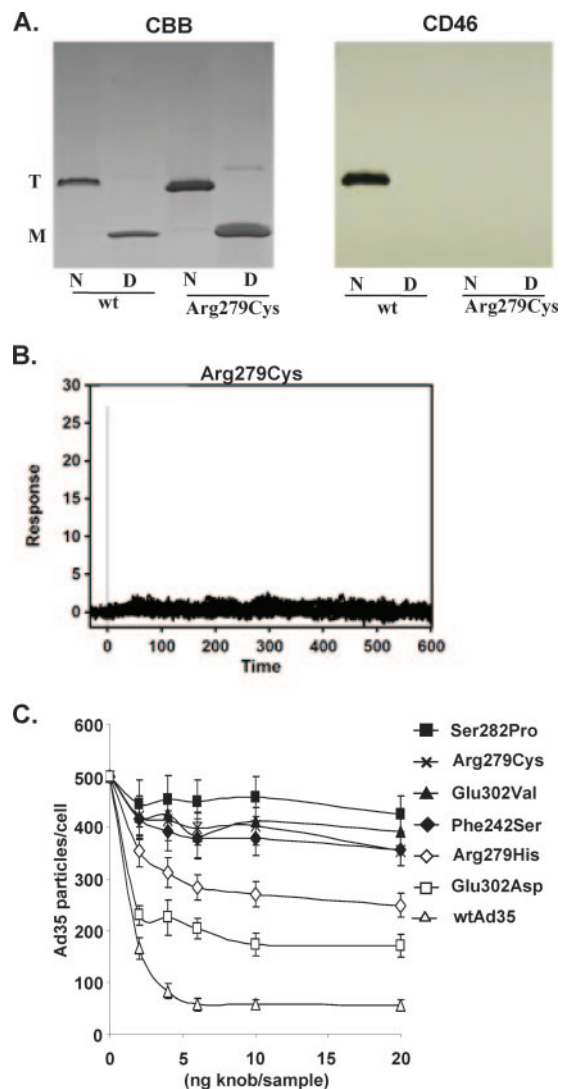 A.
CBB
CD46
T
M
N D N D
wt Arg279Cys
N D N D
wt Arg279Cys
B.
Arg279Cys
30
25
20
15
10
5
0
Response
0 100 200 300 400 500 600
Time
C.
600
500
400
300
200
100
0
Ad35 particles/cell
0 5 10 20
(ng knob/sample)
Ser282Pro
Arg279Cys
Glu302Val
Phe242Ser
Arg279His
Glu302Asp
wtAd35